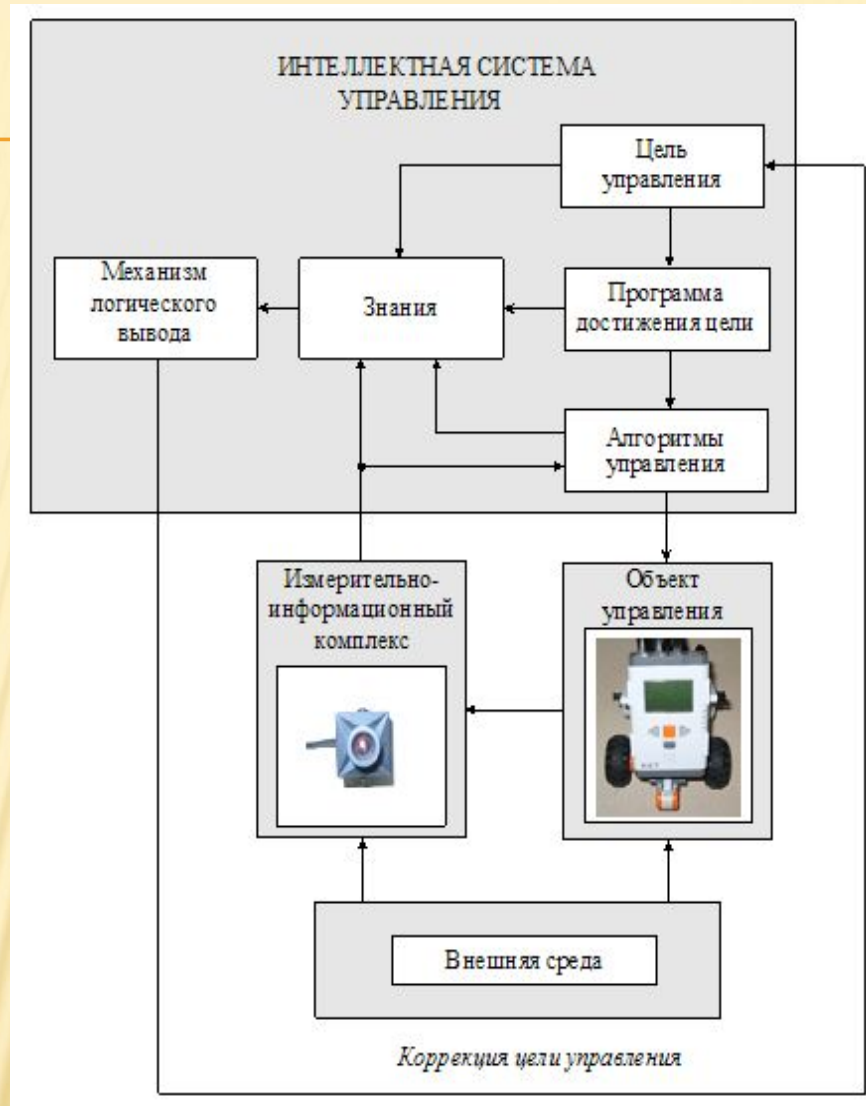 ИНТЕЛЛЕКТНАЯ СИСТЕМА
УПРАВЛЕНИЯ
Цель
управления
Механизм
логического
вывода
Знания
Программа
достижения цели
Алгоритмы
управления
Измерительно-
информационный
комплекс
Объект
управления
Внешняя среда
Коррекция цели управления